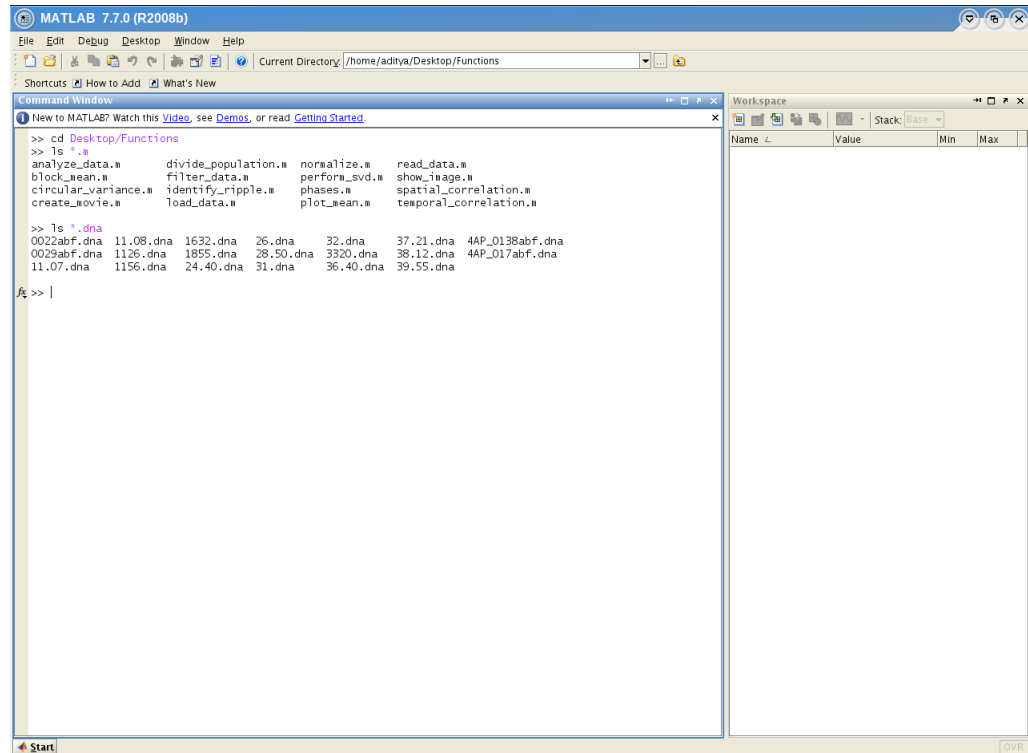 MATLAB 7.7.0 (R2008b)
File Edit Debug Desktop Window Help
Current Directory: /home/aditya/Desktop/Functions
Shortcuts How to Add What's New
Command Window
New to MATLAB? Watch this Video, see Demos, or read Getting Started.
>> cd Desktop/Functions
>> ls *.m
analyze_data.m divide_population.m normalize.m read_data.m
block_mean.m filter_data.m perform_svd.m show_image.m
circular_variance.m identify_ripple.m phases.m spatial_correlation.m
create_movie.m load_data.m plot_mean.m temporal_correlation.m
>> ls *.dna
0022abf.dna 11.08.dna 1632.dna 26.dna 32.dna 37.21.dna 4AP_0138abf.dna
0029abf.dna 1126.dna 1855.dna 28.50.dna 3320.dna 38.12.dna 4AP_017abf.dna
11.07.dna 1156.dna 24.40.dna 31.dna 36.40.dna 39.55.dna
fx >>
Workspace
Stack: Base
Name Value Min Max
Start
OVR